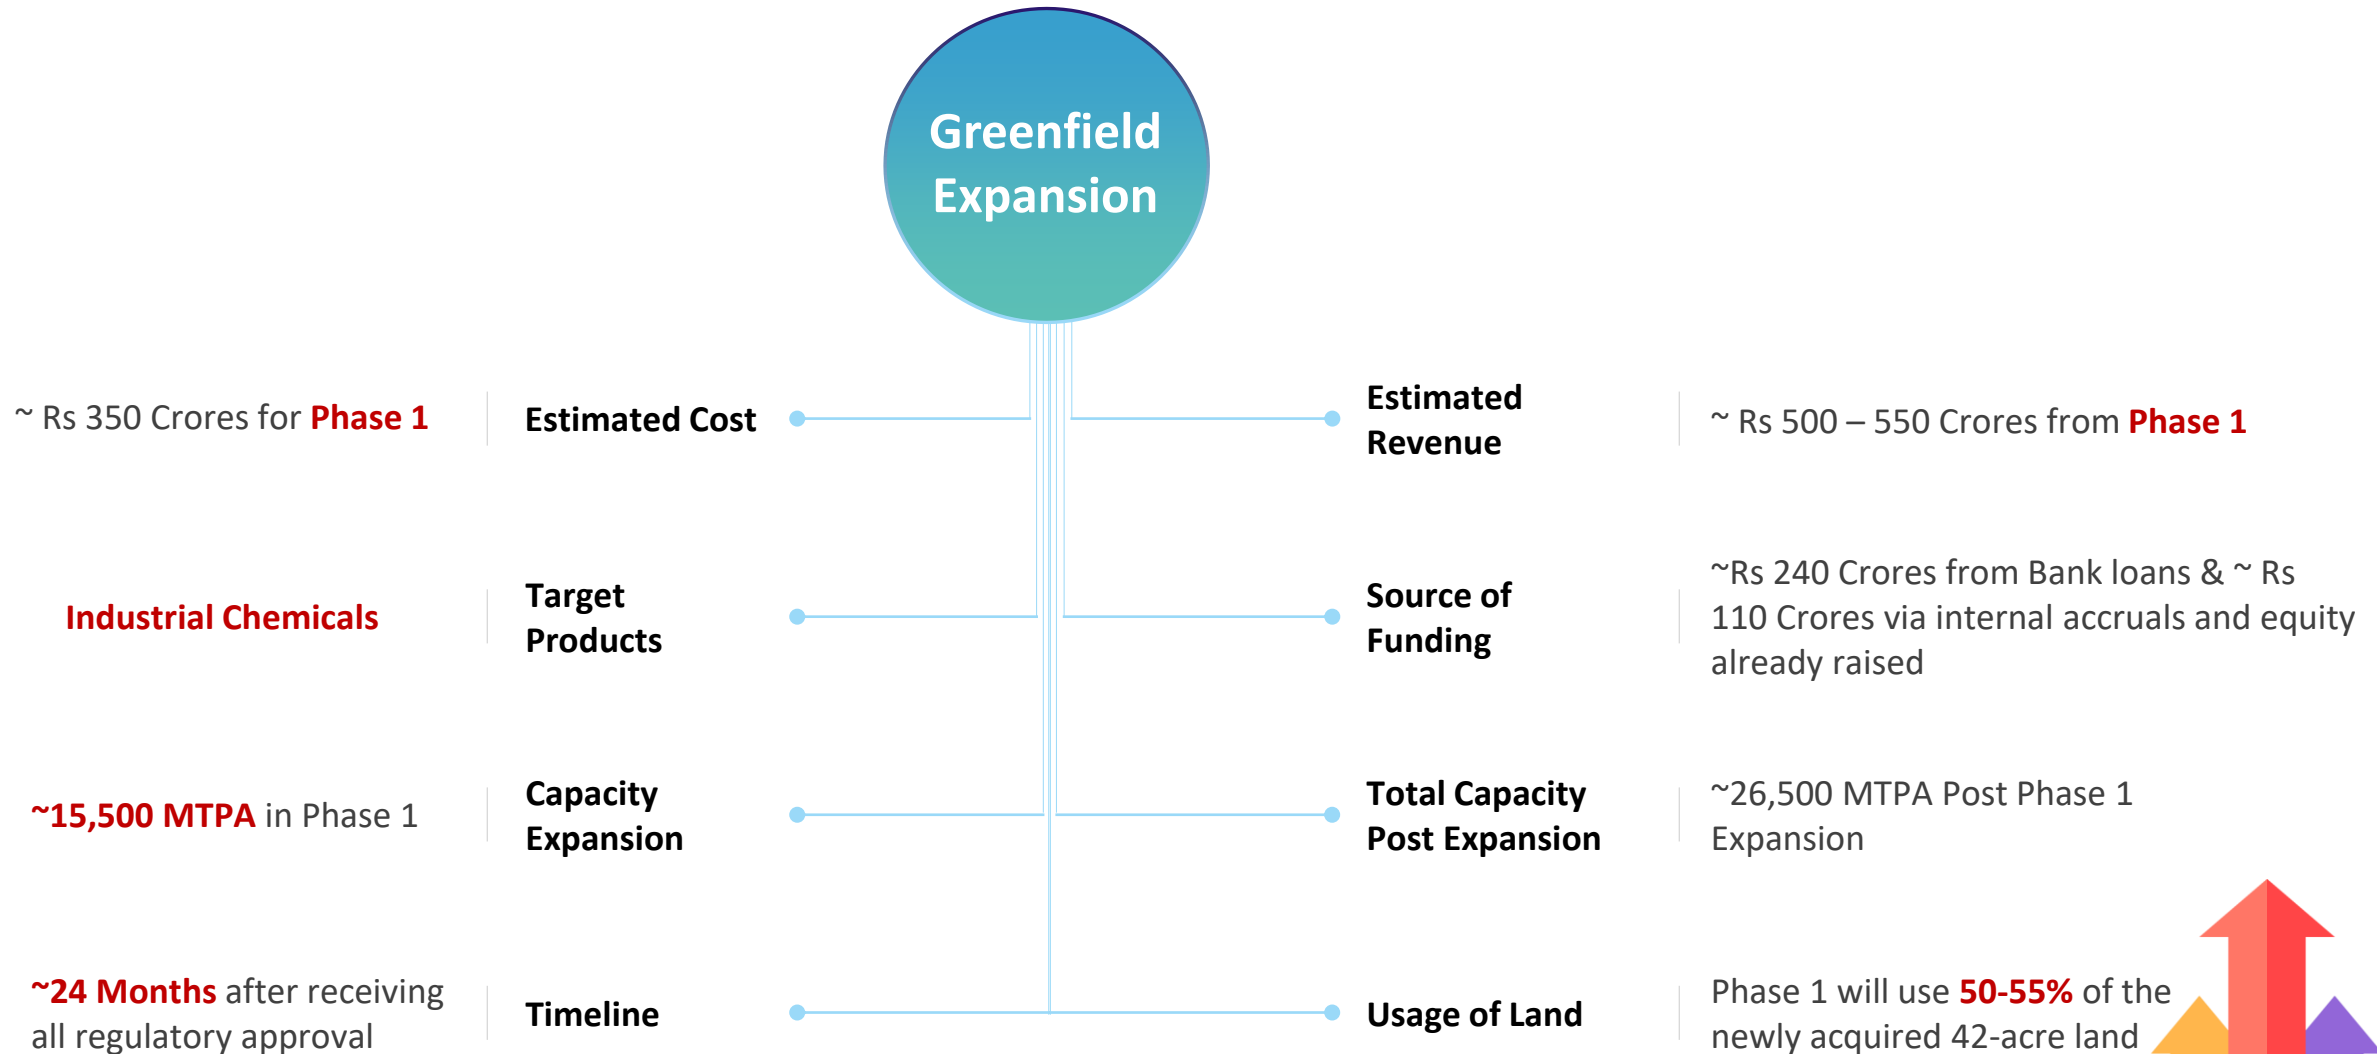 Greenfield
Expansion
~ Rs 350 Crores for Phase 1
Estimated Cost
Estimated
Revenue
~ Rs 500 – 550 Crores from Phase 1
Industrial Chemicals
Target
Products
Source of
Funding
~Rs 240 Crores from Bank loans & ~ Rs
110 Crores via internal accruals and equity
already raised
~15,500 MTPA in Phase 1
Capacity
Expansion
Total Capacity
Post Expansion
~26,500 MTPA Post Phase 1
Expansion
~24 Months after receiving
all regulatory approval
Timeline
Usage of Land
Phase 1 will use 50-55% of the
newly acquired 42-acre land